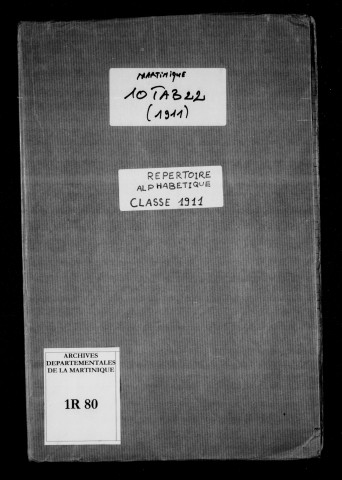 MARTINIQUE
10 TAB 22
(1911)
REPERTOIRE
ALPHABETIQUE
CLASSE 1911
ARCHIVES
DEPARTEMENTALES
DE LA MARTINIQUE
1R 80